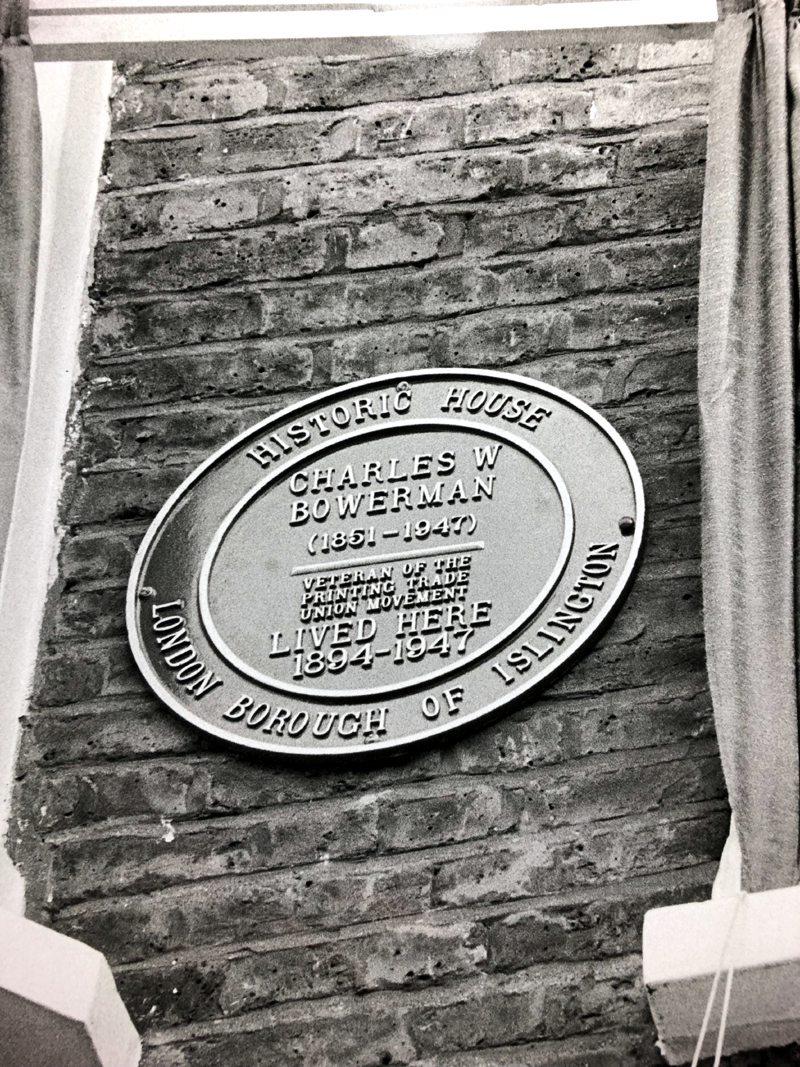 HISTORIC HOUSE
CHARLES W
BOWERMAN
(1851-1947)
VETERAN OF THE
PRINTING TRADE
UNION MOVEMENT
LIVED HERE
1894-1947
LONDON BOROUGH OF ISLINGTON